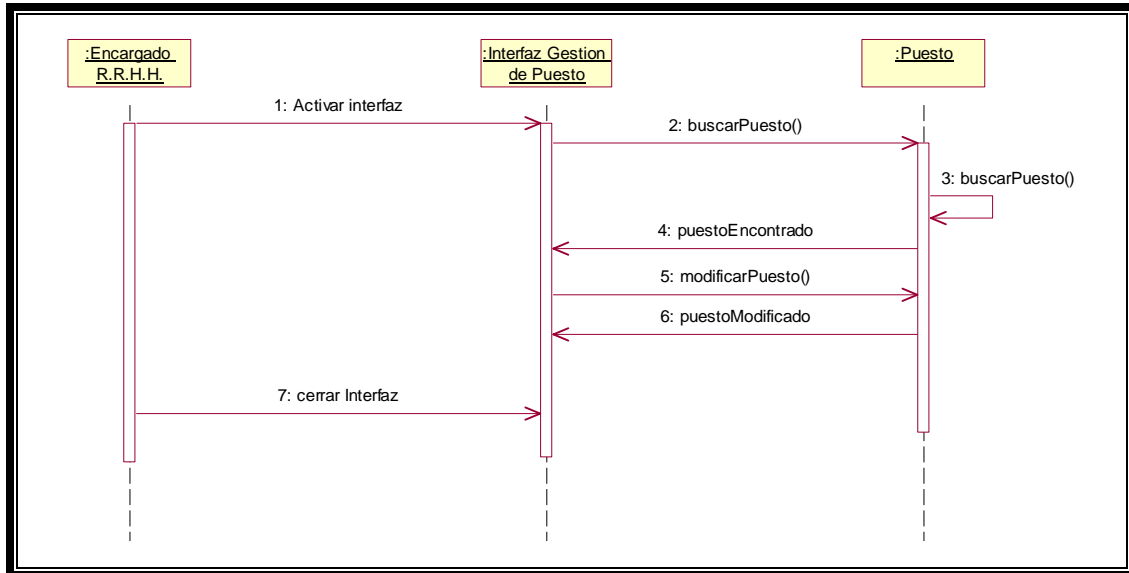 :Encargado
R.R.H.H.
:Interfaz Gestion
de Puesto
:Puesto
1: Activar interfaz
2: buscarPuesto()
3: buscarPuesto()
4: puestoEncontrado
5: modificarPuesto()
6: puestoModificado
7: cerrar Interfaz